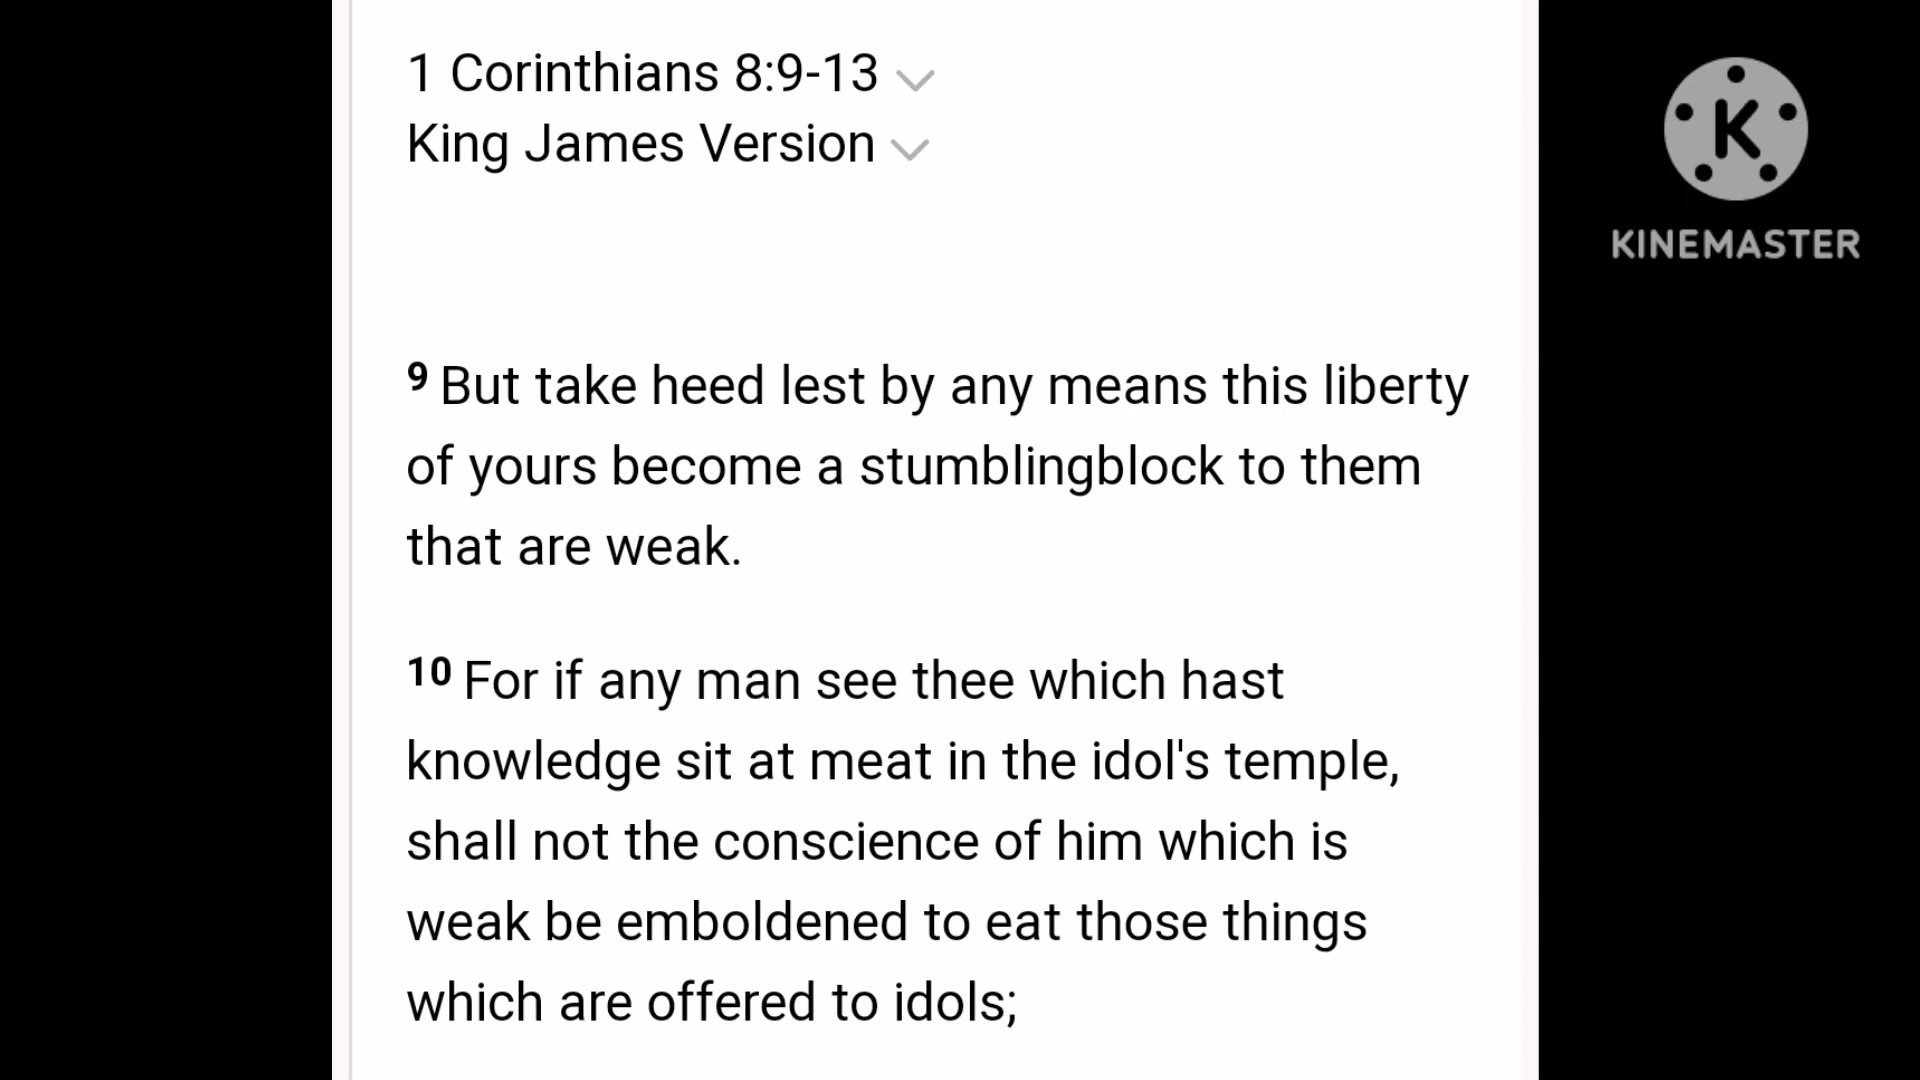 1 Corinthians 8:9-13
King James Version
K
KINEMASTER
9 But take heed lest by any means this liberty
of yours become a stumblingblock to them
that are weak.
10 For if any man see thee which hast
knowledge sit at meat in the idol's temple,
shall not the conscience of him which is
weak be emboldened to eat those things
which are offered to idols;